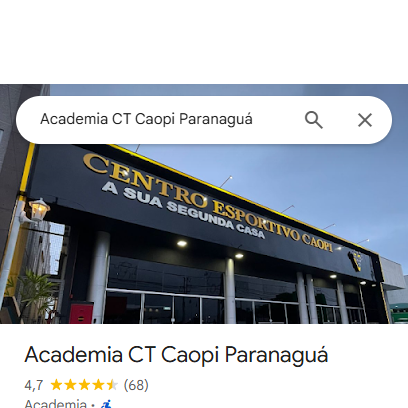 Academia CT Caopi Paranaguá
CENTRO ESPORTIVO CAOPI
A SUA SEGUNDA CASA
Academia CT Caopi Paranaguá
4,7 (68)
Academia ·